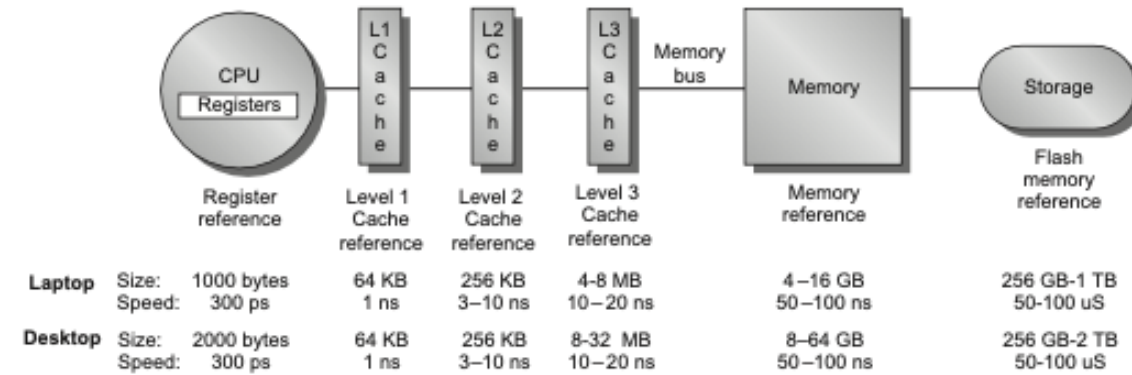 CPU
Registers
L1
Cache
L2
Cache
L3
Cache
Memory
bus
Memory
Storage
Register
reference
Level 1
Cache
reference
Level 2
Cache
reference
Level 3
Cache
reference
Memory
reference
Flash
memory
reference
Laptop Size: 1000 bytes 64 KB 256 KB 4-8 MB 4–16 GB 256 GB-1 TB
Speed: 300 ps 1 ns 3–10 ns 10–20 ns 50–100 ns 50-100 uS
Desktop Size: 2000 bytes 64 KB 256 KB 8-32 MB 8–64 GB 256 GB-2 TB
Speed: 300 ps 1 ns 3–10 ns 10–20 ns 50–100 ns 50-100 uS